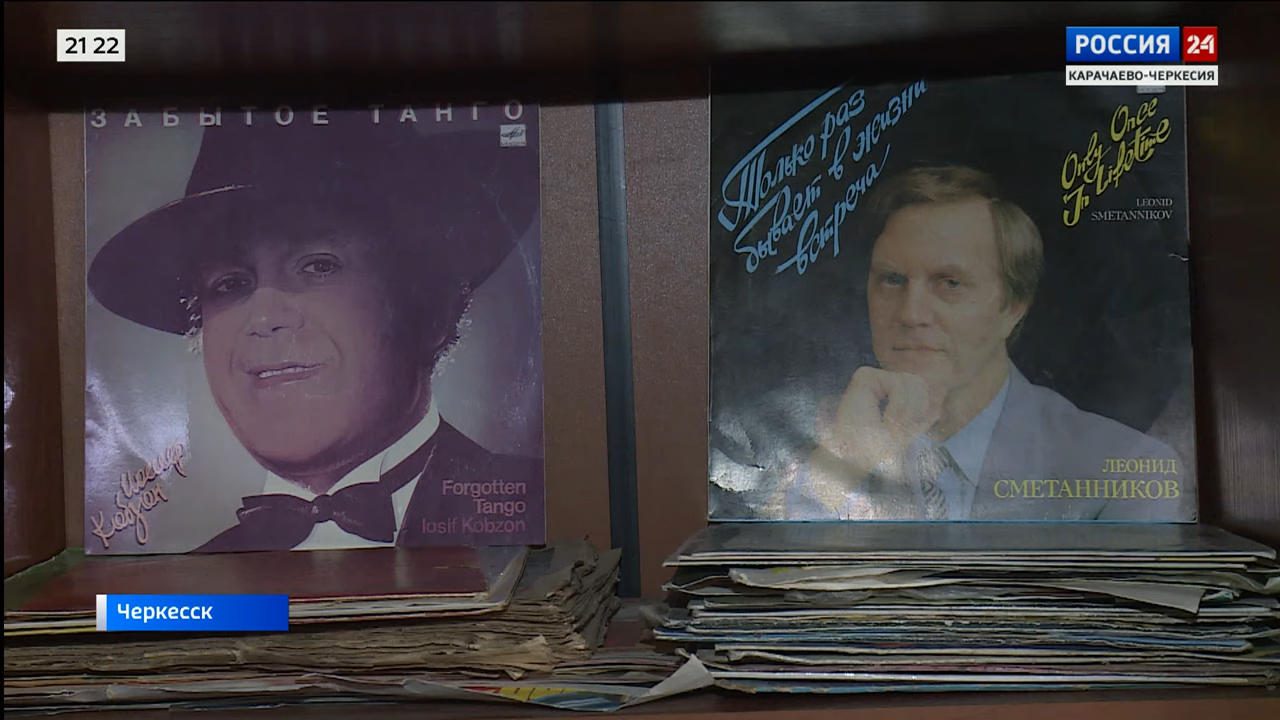 21 22
РОССИЯ 24
КАРАЧАЕВО-ЧЕРКЕСИЯ
ЗАБЫТОЕ ТАНГО
Иосиф
Кобзон
Forgotten
Tango
Iosif Kobzon
Только раз
бывает в жизни
встреча
Only Once
In Lifetime
LEONID
SMETANNIKOV
ЛЕОНИД
СМЕТАННИКОВ
Черкесск